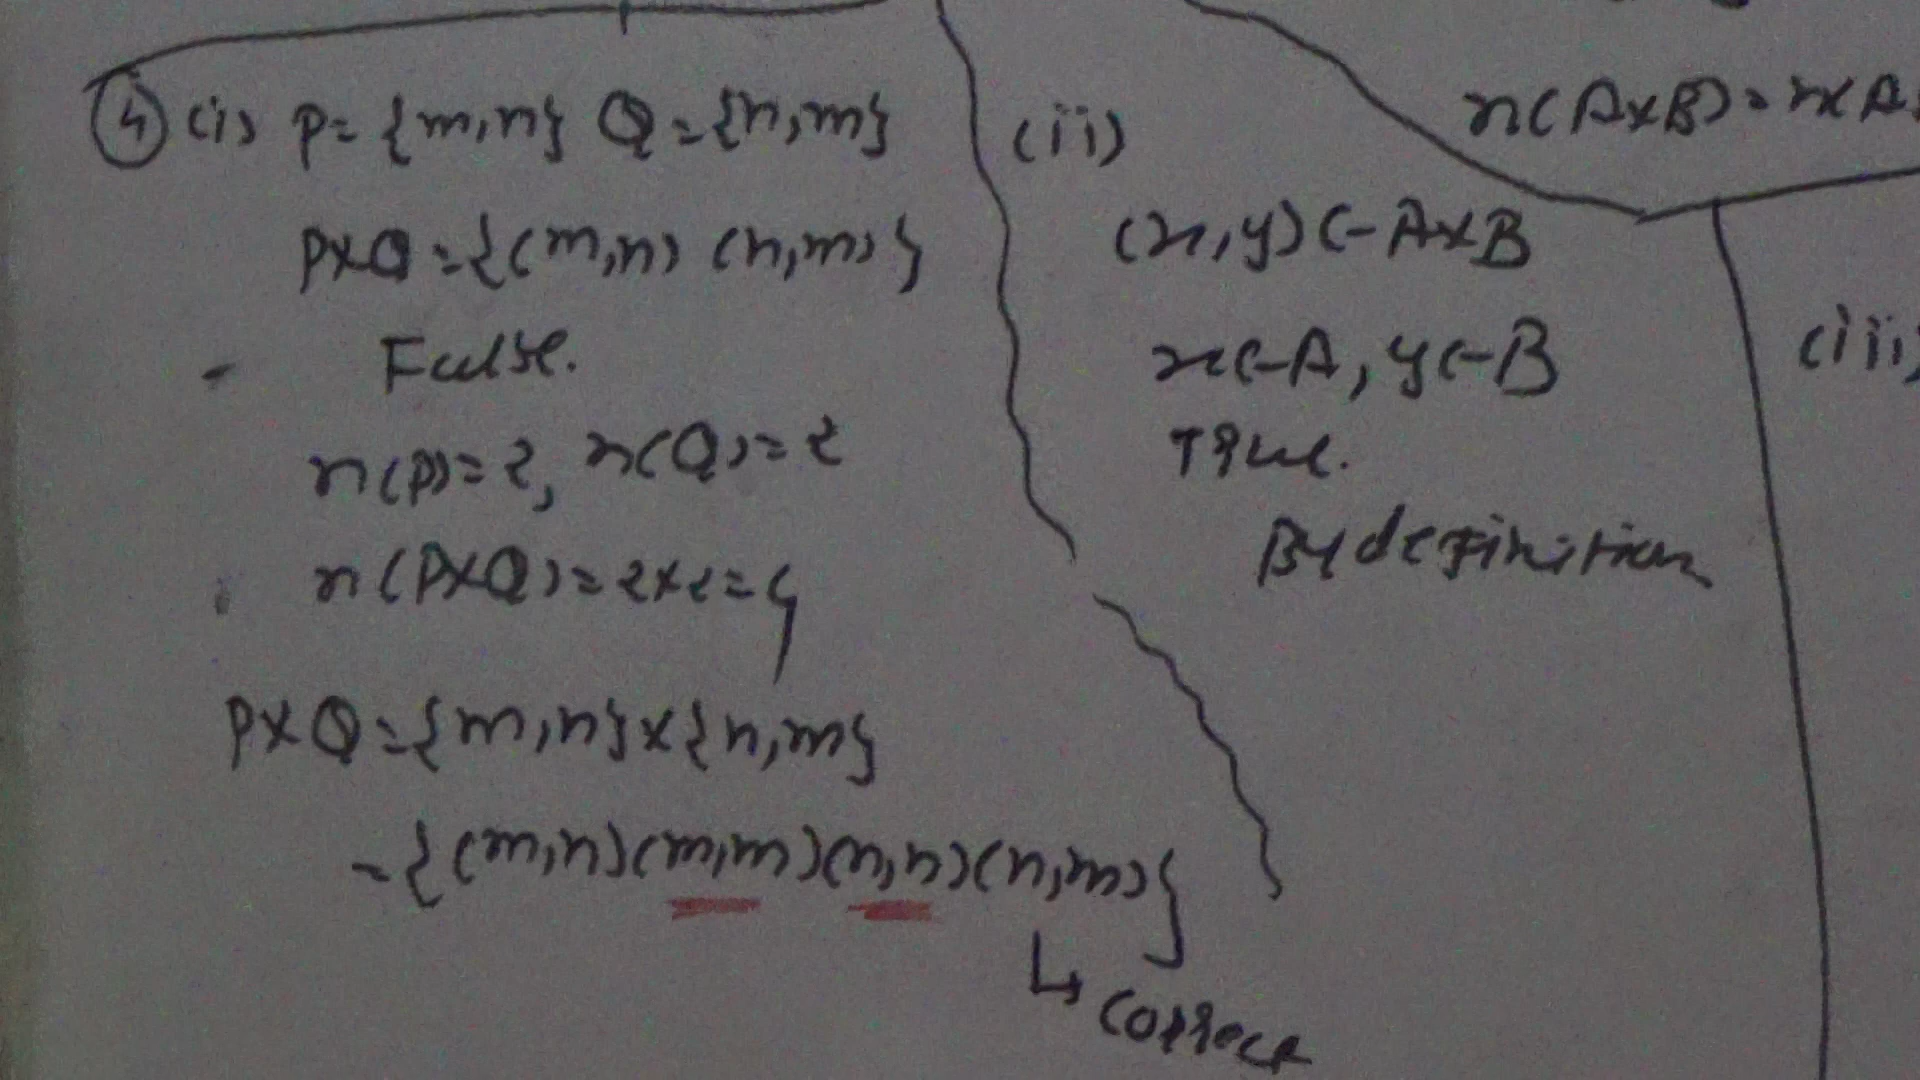 n(A×B)=n(A
④ (i) P={m,n} Q={n,m}
P×Q={(m,n) (n,m)}
False.
n(P)=2, n(Q)=2
n(P×Q)=2×2=4
P×Q={m,n}×{n,m}
={(m,n)(m,m)(n,n)(n,m)}
↳ correct
(ii)
(x,y)∈A×B
x∈A, y∈B
True.
By definition
(iii)